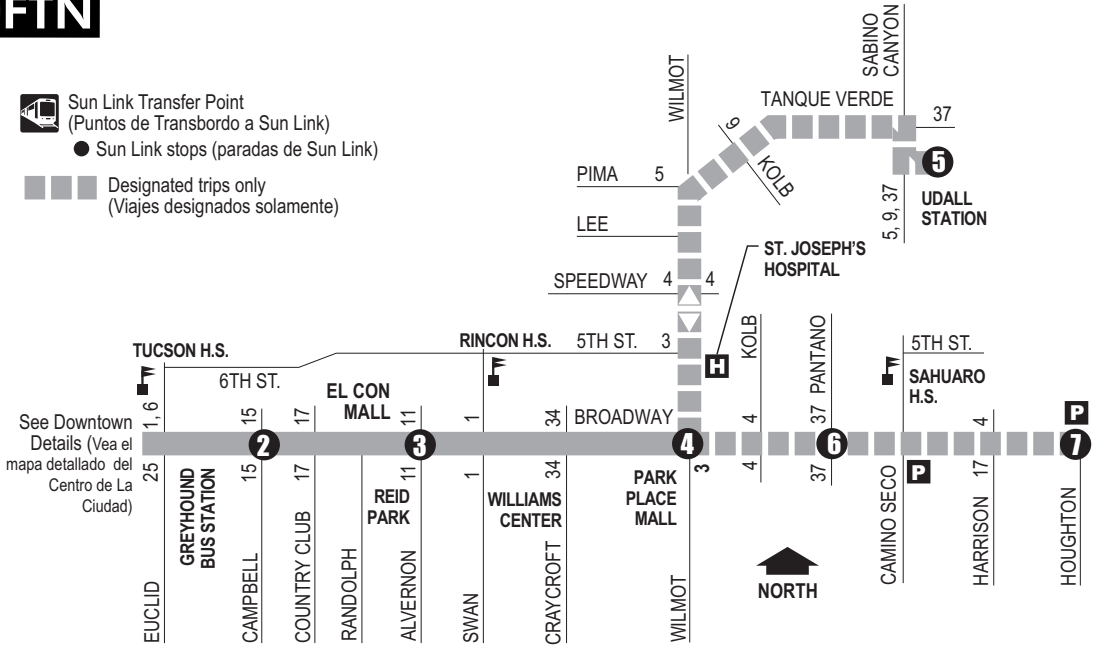 FTN
Sun Link Transfer Point
(Puntos de Transbordo a Sun Link)
Sun Link stops (paradas de Sun Link)
Designated trips only
(Viajes designados solamente)
SABINO
CANYON
WILMOT
TANQUE VERDE
37
9
KOLB
5
PIMA 5
UDALL
STATION
5, 9, 37
LEE
ST. JOSEPH'S
HOSPITAL
SPEEDWAY 4
4
H
KOLB
PANTANO
TUCSON H.S.
RINCON H.S.
5TH ST. 3
5TH ST.
6TH ST.
SAHUARO
H.S.
EL CON
MALL
P
See Downtown
Details (Vea el
mapa detallado del
Centro de La
Ciudad)
1, 6
15
17
11
1
34
BROADWAY
4
37
4
2
3
4
6
7
25
15
17
11
1
34
3
4
37
P
17
GREYHOUND
BUS STATION
REID
PARK
WILLIAMS
CENTER
PARK
PLACE
MALL
NORTH
EUCLID
CAMPBELL
COUNTRY CLUB
RANDOLPH
ALVERNON
SWAN
CRAYCROFT
WILMOT
CAMINO SECO
HARRISON
HOUGHTON